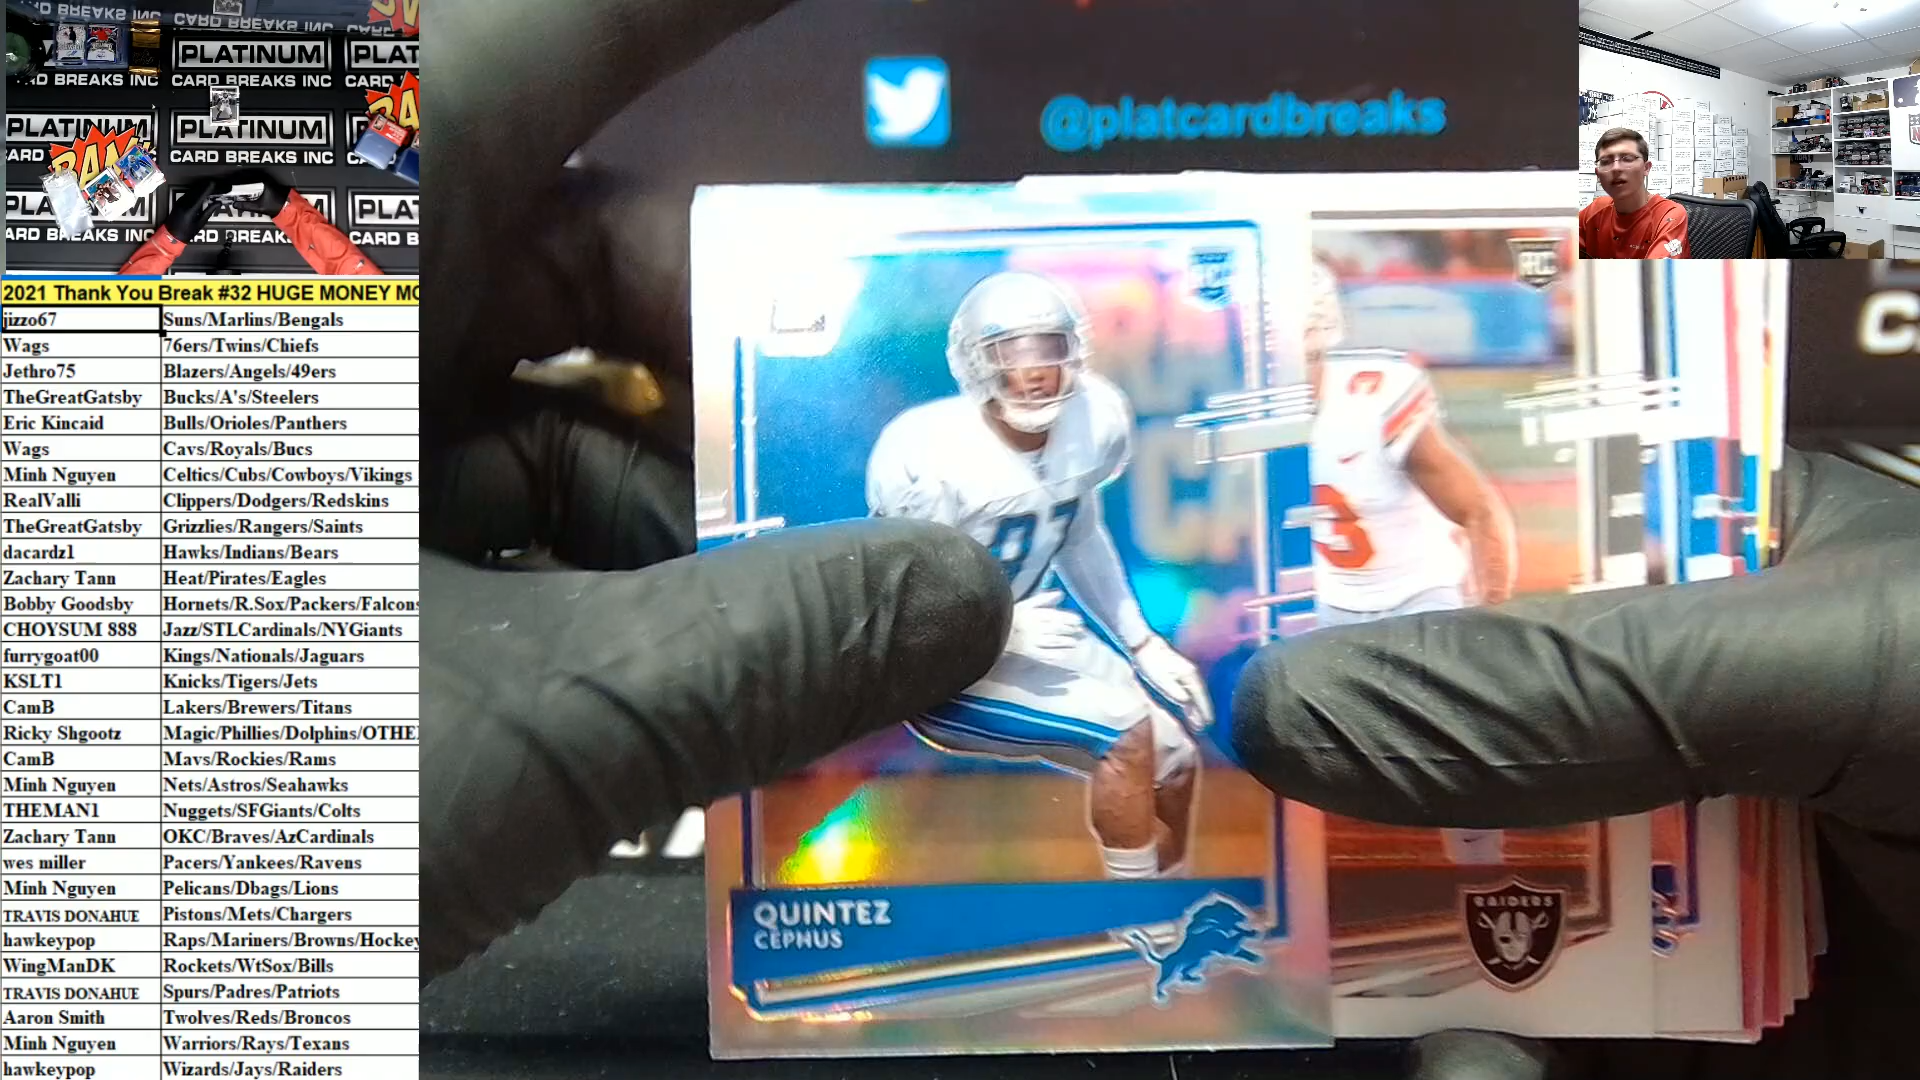 CARD BREAKS INC
PLATINUM
PLAT
CARD BREAKS INC
CARD
PLATINUM
PLATINUM
CARD
CARD BREAKS INC
PLAT
CARD B
@platcardbreaks
RC
RC
97
3
QUINTEZ
CEPHUS
RAIDERS
2021 Thank You Break #32 HUGE MONEY MO
jizzo67 Suns/Marlins/Bengals
Wags 76ers/Twins/Chiefs
Jethro75 Blazers/Angels/49ers
TheGreatGatsby Bucks/A's/Steelers
Eric Kincaid Bulls/Orioles/Panthers
Wags Cavs/Royals/Bucs
Minh Nguyen Celtics/Cubs/Cowboys/Vikings
RealValli Clippers/Dodgers/Redskins
TheGreatGatsby Grizzlies/Rangers/Saints
dacardz1 Hawks/Indians/Bears
Zachary Tann Heat/Pirates/Eagles
Bobby Goodsby Hornets/R.Sox/Packers/Falcons
CHOYSUM 888 Jazz/STLCardinals/NYGiants
furrygoat00 Kings/Nationals/Jaguars
KSLT1 Knicks/Tigers/Jets
CamB Lakers/Brewers/Titans
Ricky Shgootz Magic/Phillies/Dolphins/OTHE
CamB Mavs/Rockies/Rams
Minh Nguyen Nets/Astros/Seahawks
THEMAN1 Nuggets/SFGiants/Colts
Zachary Tann OKC/Braves/AzCardinals
wes miller Pacers/Yankees/Ravens
Minh Nguyen Pelicans/Dbags/Lions
TRAVIS DONAHUE Pistons/Mets/Chargers
hawkeypop Raps/Mariners/Browns/Hockey
WingManDK Rockets/WtSox/Bills
TRAVIS DONAHUE Spurs/Padres/Patriots
Aaron Smith Twolves/Reds/Broncos
Minh Nguyen Warriors/Rays/Texans
hawkeypop Wizards/Jays/Raiders